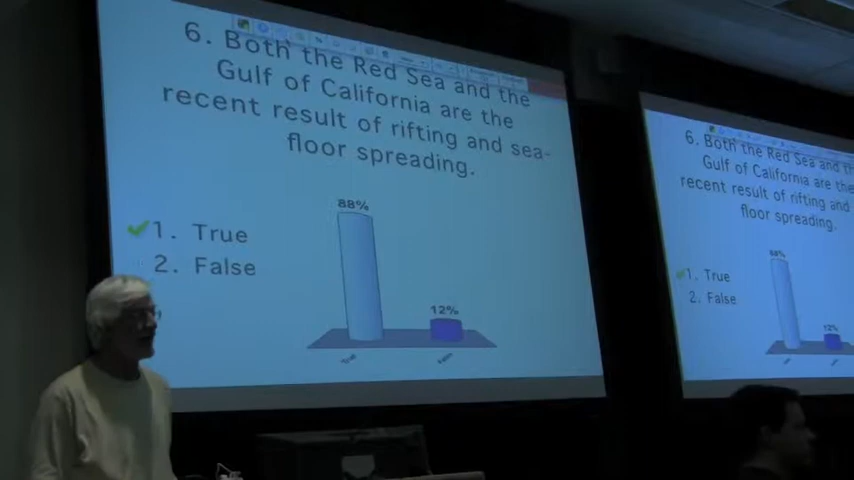 6. Both the Red Sea and the
Gulf of California are the
recent result of rifting and sea-
floor spreading.
1. True
2. False
88%
12%
6. Both the Red Sea and th
Gulf of California are the
recent result of rifting and
floor spreading.
1. True
2. False
88%
12%